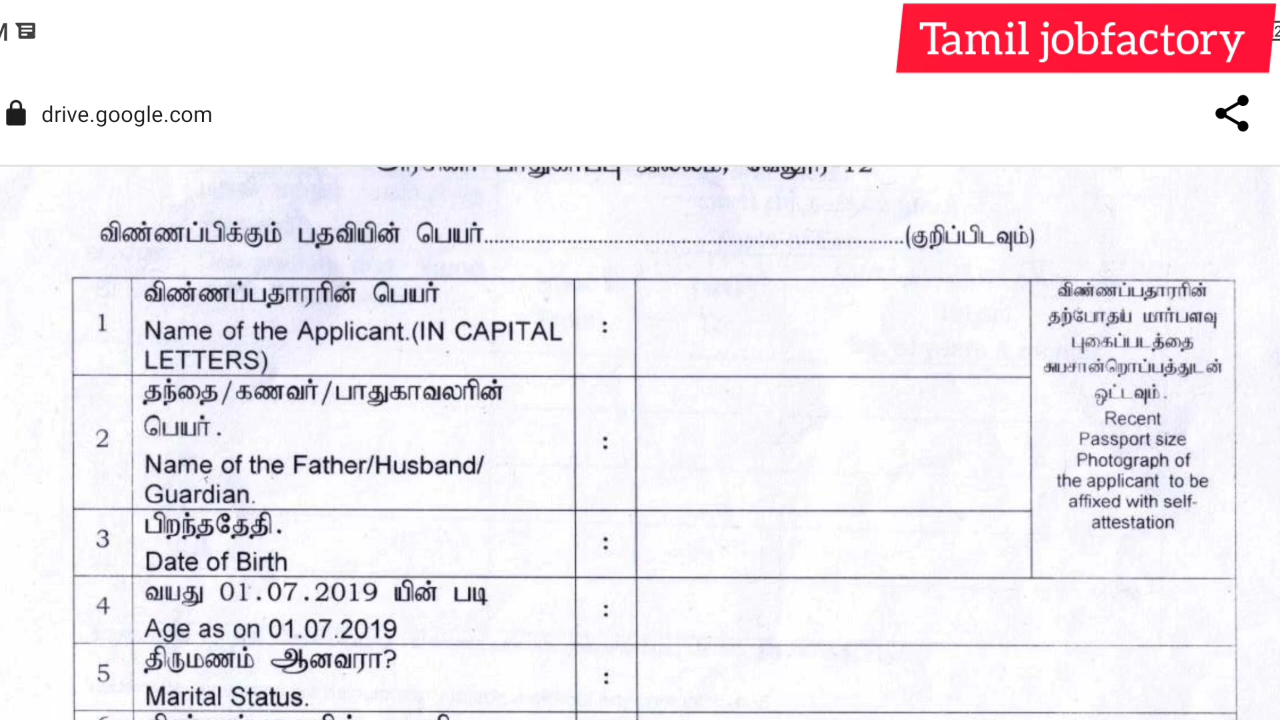 M
Tamil jobfactory
drive.google.com
விண்ணப்பிக்கும் பதவியின் பெயர்..........................................................................................(குறிப்பிடவும்)
1
விண்ணப்பதாரரின் பெயர்
Name of the Applicant.(IN CAPITAL
LETTERS)
:
2
தந்தை/கணவர்/பாதுகாவலரின்
பெயர்.
Name of the Father/Husband/
Guardian.
:
3
பிறந்ததேதி.
Date of Birth
:
4
வயது 01.07.2019 யின் படி
Age as on 01.07.2019
:
5
திருமணம் ஆனவரா?
Marital Status.
:
விண்ணப்பதாரரின்
தற்போதய மார்பளவு
புகைப்படத்தை
சுயசான்றொப்பத்துடன்
ஒட்டவும்.
Recent
Passport size
Photograph of
the applicant to be
affixed with self-
attestation